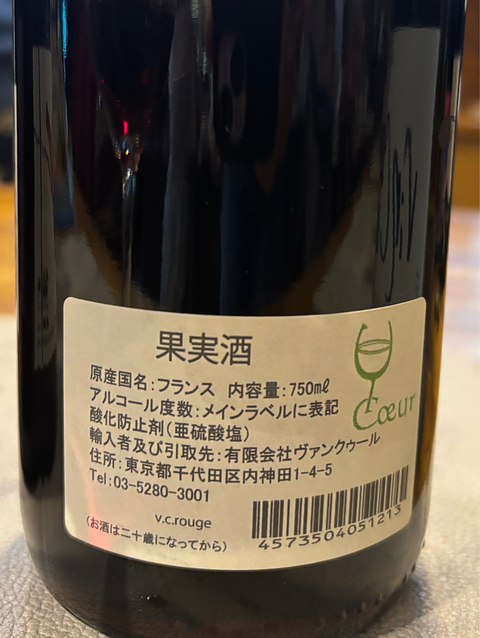 果実酒
原産国名:フランス 内容量:750mℓ
アルコール度数:メインラベルに表記
酸化防止剤(亜硫酸塩)
輸入者及び引取先:有限会社ヴァンクゥール
住所:東京都千代田区内神田1-4-5
Tel:03-5280-3001
v.c.rouge
(お酒は二十歳になってから)
Cœur
4573504051213